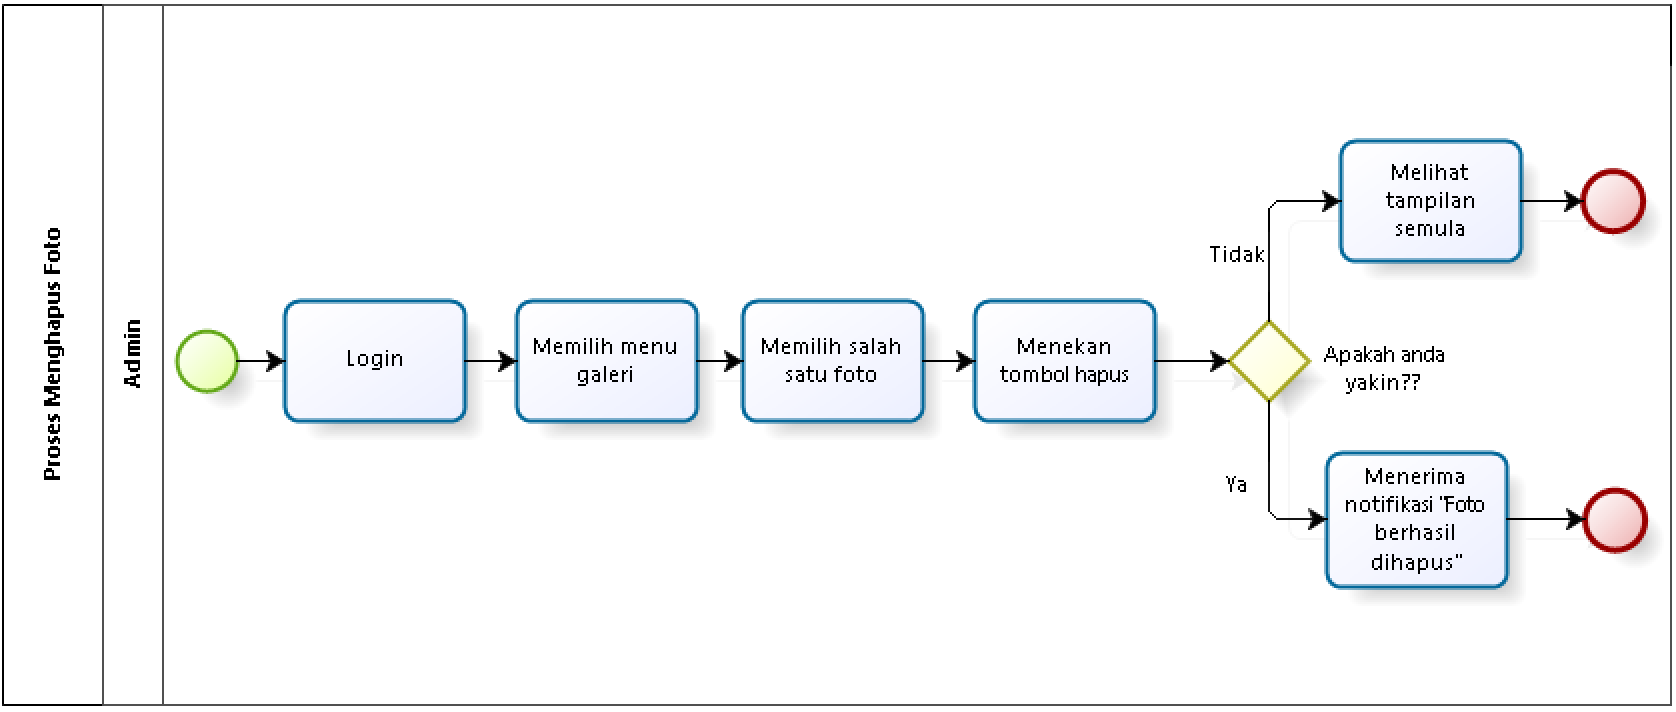 Proses Menghapus Foto
Admin
Login
Memilih menu
galeri
Memilih salah
satu foto
Menekan
tombol hapus
Apakah anda
yakin??
Tidak
Melihat
tampilan
semula
Ya
Menerima
notifikasi "Foto
berhasil
dihapus"